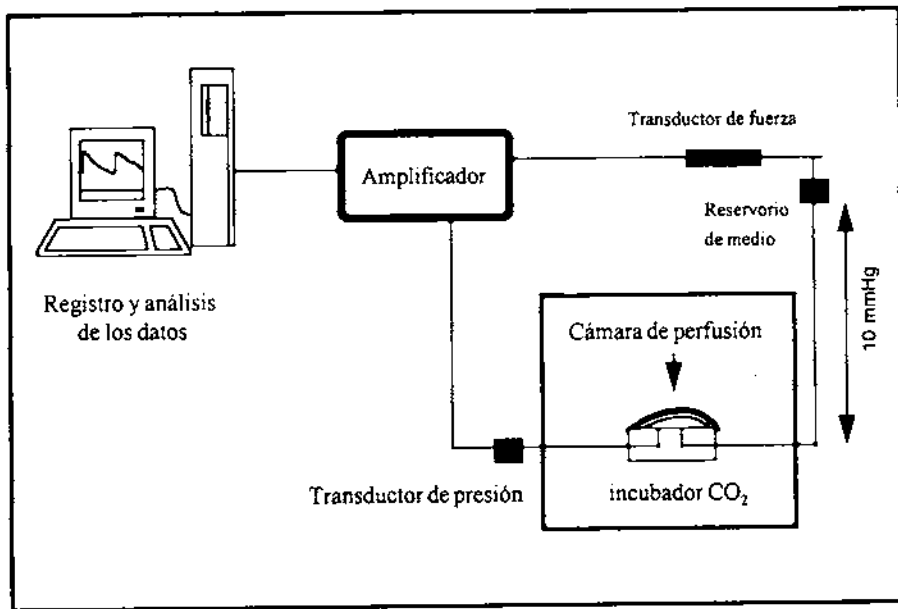 Transductor de fuerza
Amplificador
Reservorio
de medio
10 mmHg
Registro y análisis
de los datos
Cámara de perfusión
Transductor de presión
incubador CO₂